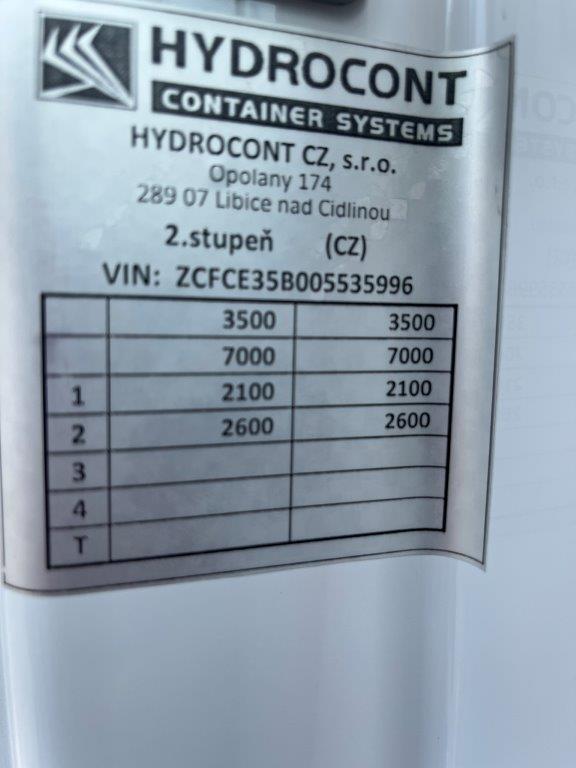 HYDROCONT
CONTAINER SYSTEMS
HYDROCONT CZ, s.r.o.
Opolany 174
289 07 Libice nad Cidlinou
2.stupeň (CZ)
VIN: ZCFCE35B005535996
3500 3500
7000 7000
1 2100 2100
2 2600 2600
3
4
T